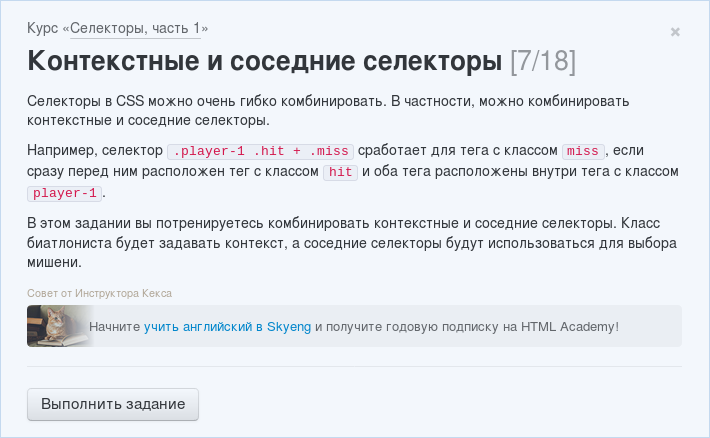 Курс «Селекторы, часть 1»
×
Контекстные и соседние селекторы [7/18]
Селекторы в CSS можно очень гибко комбинировать. В частности, можно комбинировать
контекстные и соседние селекторы.
Например, селектор .player-1 .hit + .miss сработает для тега с классом miss, если
сразу перед ним расположен тег с классом hit и оба тега расположены внутри тега с классом
player-1.
В этом задании вы потренируетесь комбинировать контекстные и соседние селекторы. Класс
биатлониста будет задавать контекст, а соседние селекторы будут использоваться для выбора
мишени.
Совет от Инструктора Кекса
Начните учить английский в Skyeng и получите годовую подписку на HTML Academy!
Выполнить задание